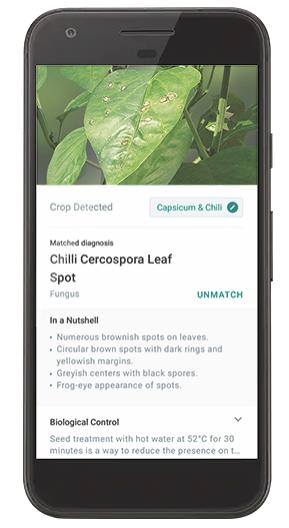 Crop Detected
Capsicum & Chili
Matched diagnosis
Chilli Cercospora Leaf
Spot
Fungus
UNMATCH
In a Nutshell
• Numerous brownish spots on leaves.
• Circular brown spots with dark rings and
yellowish margins.
• Greyish centers with black spores.
• Frog-eye appearance of spots.
Biological Control
Seed treatment with hot water at 52°C for 30
minutes is a way to reduce the presence on t...